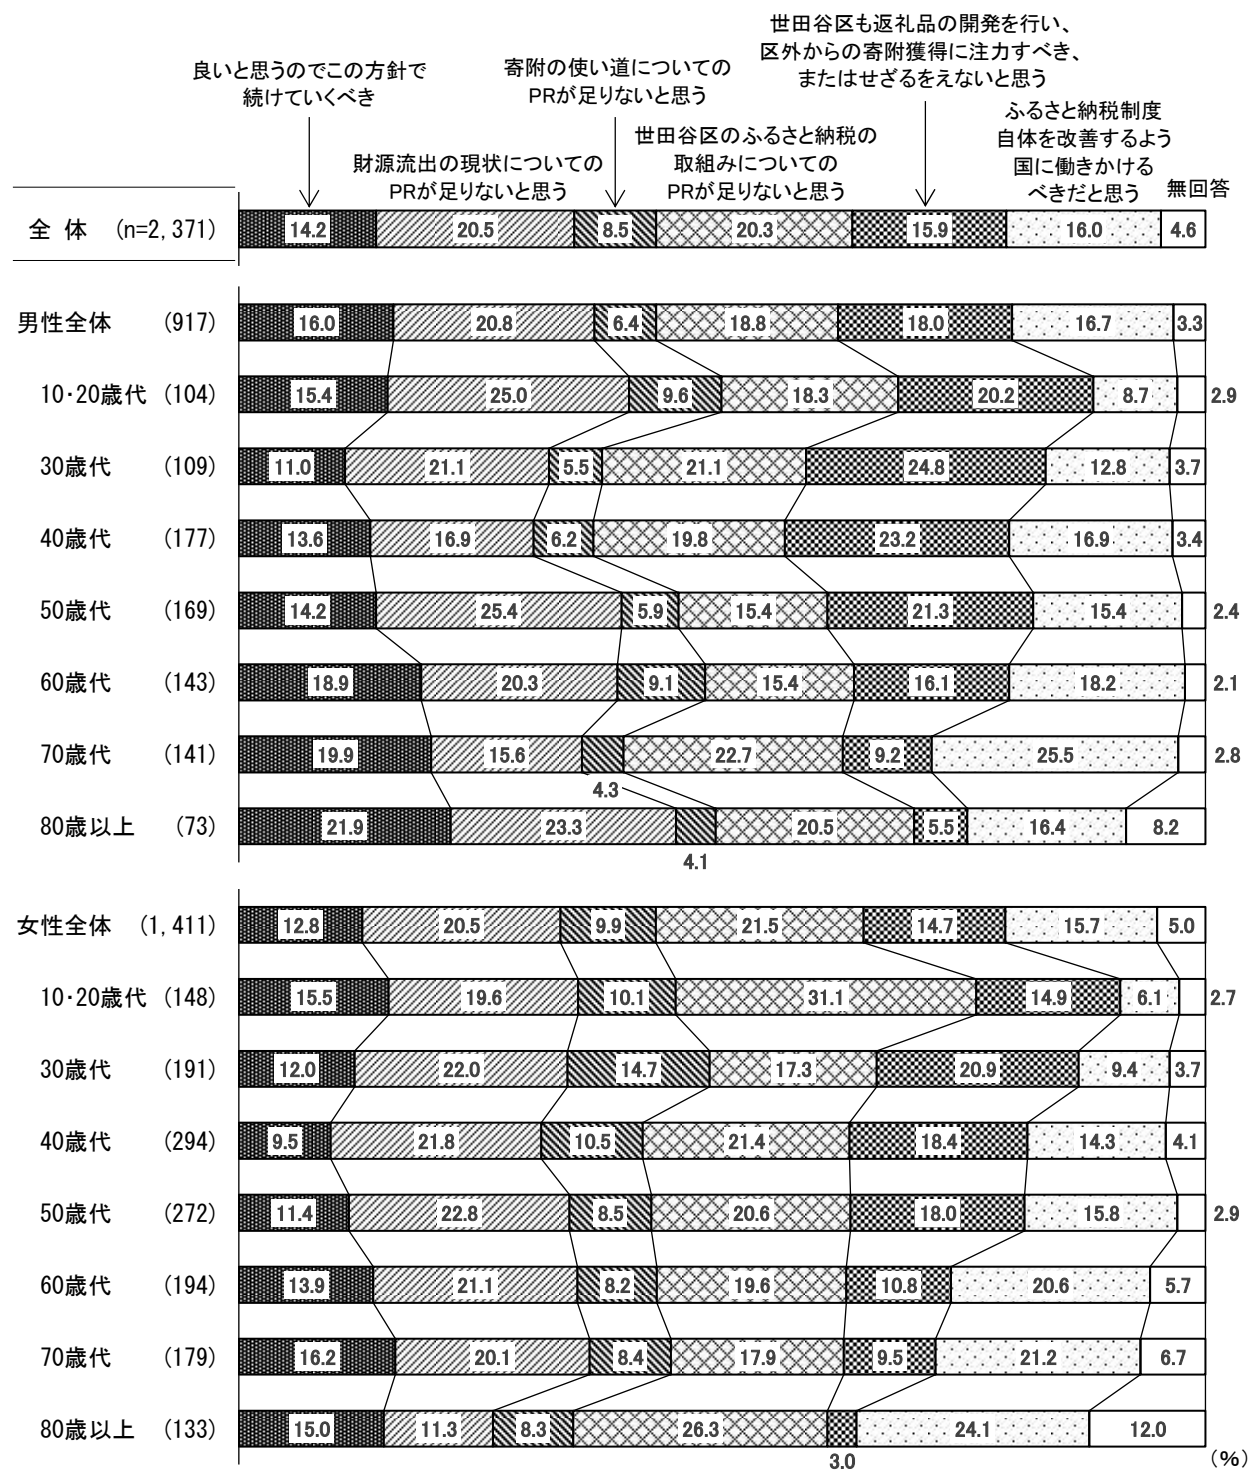 世田谷区も返礼品の開発を行い、
区外からの寄附獲得に注力すべき、
またはせざるをえないと思う
良いと思うのでこの方針で
続けていくべき
寄附の使い道についての
PRが足りないと思う
ふるさと納税制度
自体を改善するよう
国に働きかける
べきだと思う
世田谷区のふるさと納税の
取組みについての
PRが足りないと思う
財源流出の現状についての
PRが足りないと思う
無回答
全 体 (n=2,371) 14.2 20.5 8.5 20.3 15.9 16.0 4.6
男性全体 (917) 16.0 20.8 6.4 18.8 18.0 16.7 3.3
10・20歳代 (104) 15.4 25.0 9.6 18.3 20.2 8.7 2.9
30歳代 (109) 11.0 21.1 5.5 21.1 24.8 12.8 3.7
40歳代 (177) 13.6 16.9 6.2 19.8 23.2 16.9 3.4
50歳代 (169) 14.2 25.4 5.9 15.4 21.3 15.4 2.4
60歳代 (143) 18.9 20.3 9.1 15.4 16.1 18.2 2.1
70歳代 (141) 19.9 15.6 22.7 9.2 25.5 2.8
4.3
80歳以上 (73) 21.9 23.3 20.5 5.5 16.4 8.2
4.1
女性全体 (1,411) 12.8 20.5 9.9 21.5 14.7 15.7 5.0
10・20歳代 (148) 15.5 19.6 10.1 31.1 14.9 6.1 2.7
30歳代 (191) 12.0 22.0 14.7 17.3 20.9 9.4 3.7
40歳代 (294) 9.5 21.8 10.5 21.4 18.4 14.3 4.1
50歳代 (272) 11.4 22.8 8.5 20.6 18.0 15.8 2.9
60歳代 (194) 13.9 21.1 8.2 19.6 10.8 20.6 5.7
70歳代 (179) 16.2 20.1 8.4 17.9 9.5 21.2 6.7
80歳以上 (133) 15.0 11.3 8.3 26.3 24.1 12.0
3.0
(%)